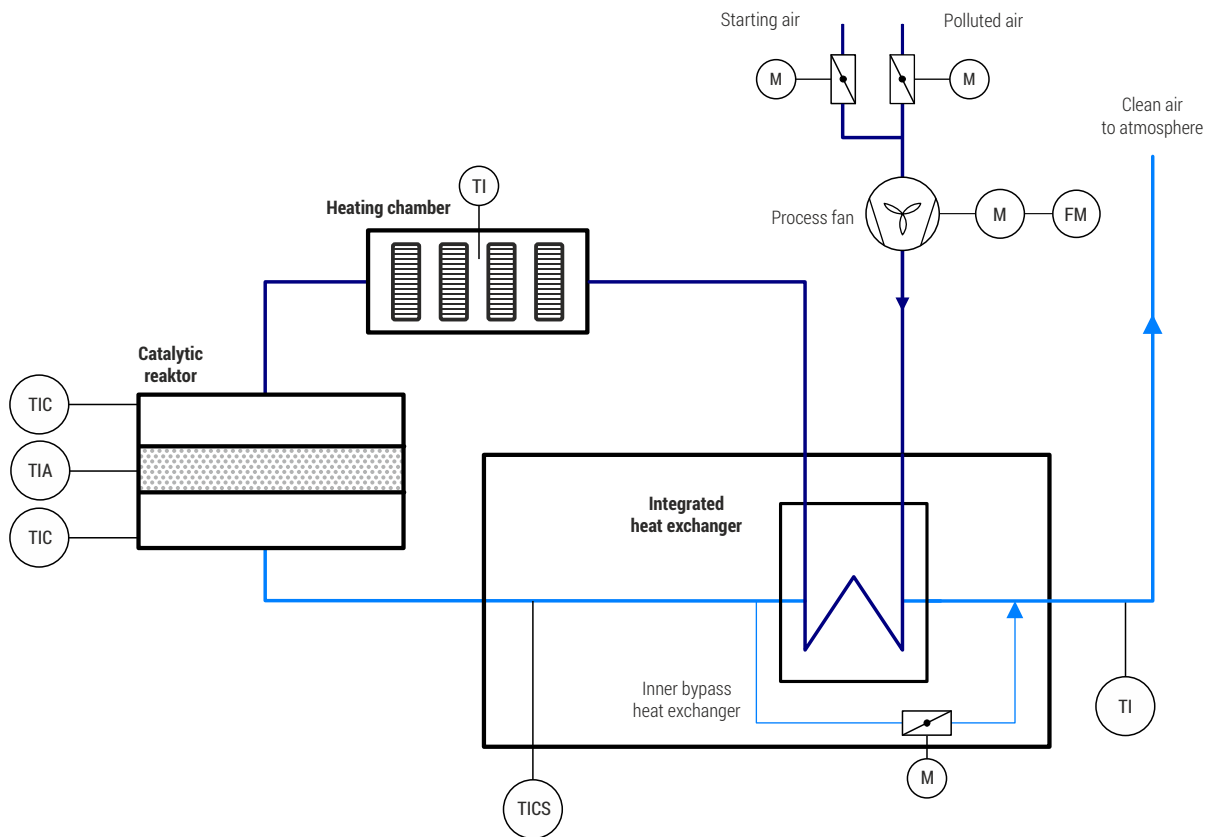 Starting air
Polluted air
M
M
Clean air
to atmosphere
TI
Heating chamber
Process fan
M
FM
Catalytic
reaktor
TIC
TIA
TIC
Integrated
heat exchanger
Inner bypass
heat exchanger
TI
M
TICS